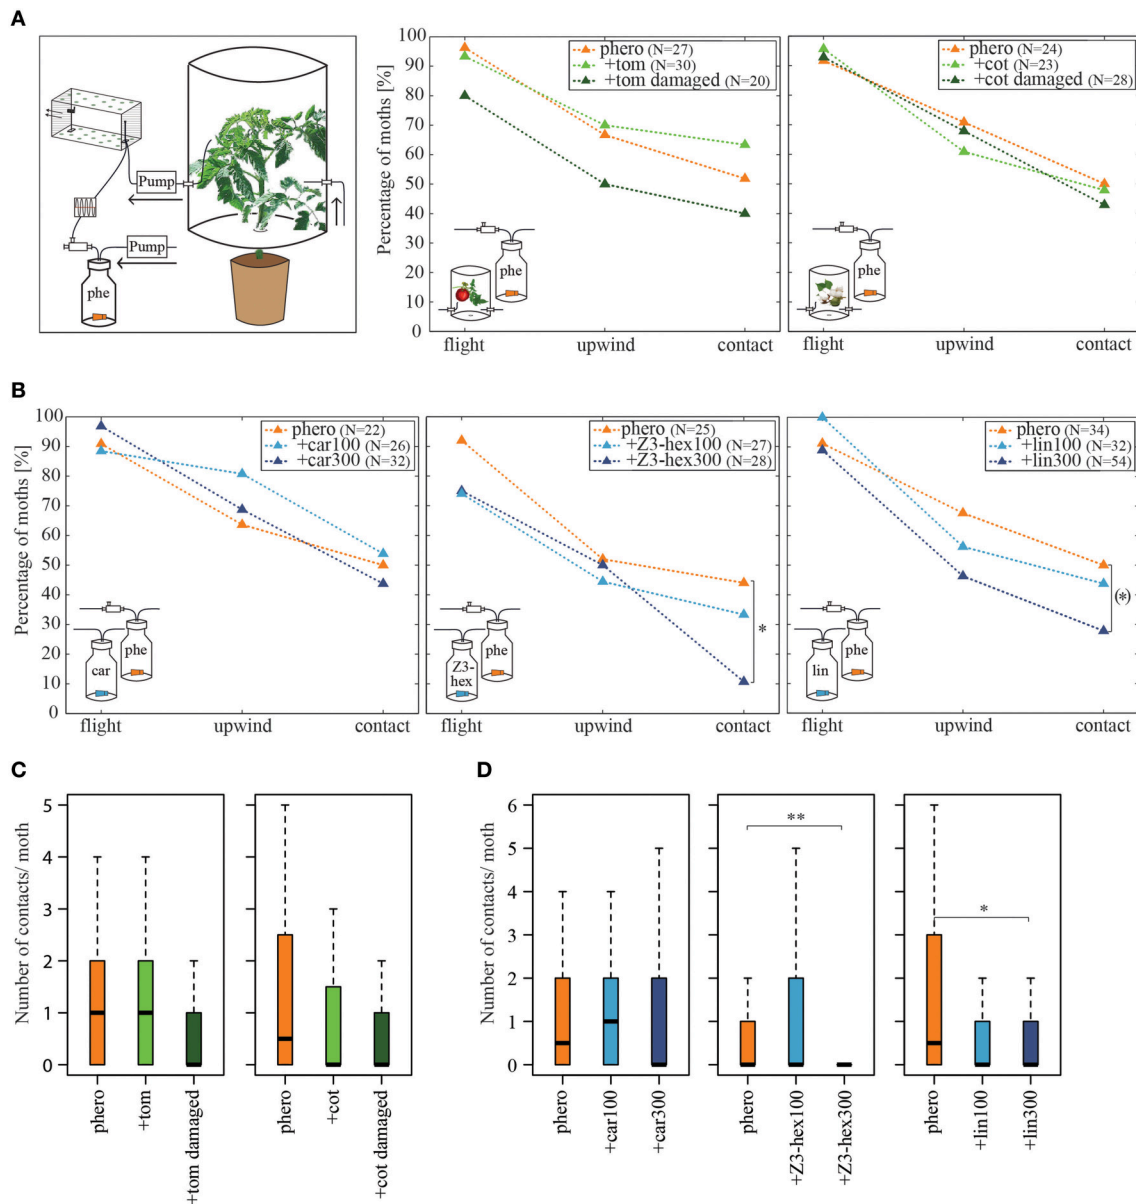 A
Pump
Pump
phe
Percentage of moths [%]
100
90
80
70
60
50
40
30
20
10
0
phero (N=27)
+tom (N=30)
+tom damaged (N=20)
phe
flight upwind contact
phero (N=24)
+cot (N=23)
+cot damaged (N=28)
phe
flight upwind contact
B
Percentage of moths [%]
100
90
80
70
60
50
40
30
20
10
0
phero (N=22)
+car100 (N=26)
+car300 (N=32)
car
phe
flight upwind contact
phero (N=25)
+Z3-hex100 (N=27)
+Z3-hex300 (N=28)
*
Z3-
hex
phe
flight upwind contact
phero (N=34)
+lin100 (N=32)
+lin300 (N=54)
(*)
lin
phe
flight upwind contact
C
Number of contacts/ moth
5
4
3
2
1
0
phero
+tom
+tom damaged
phero
+cot
+cot damaged
D
Number of contacts/ moth
6
5
4
3
2
1
0
phero
+car100
+car300
**
phero
+Z3-hex100
+Z3-hex300
*
phero
+lin100
+lin300